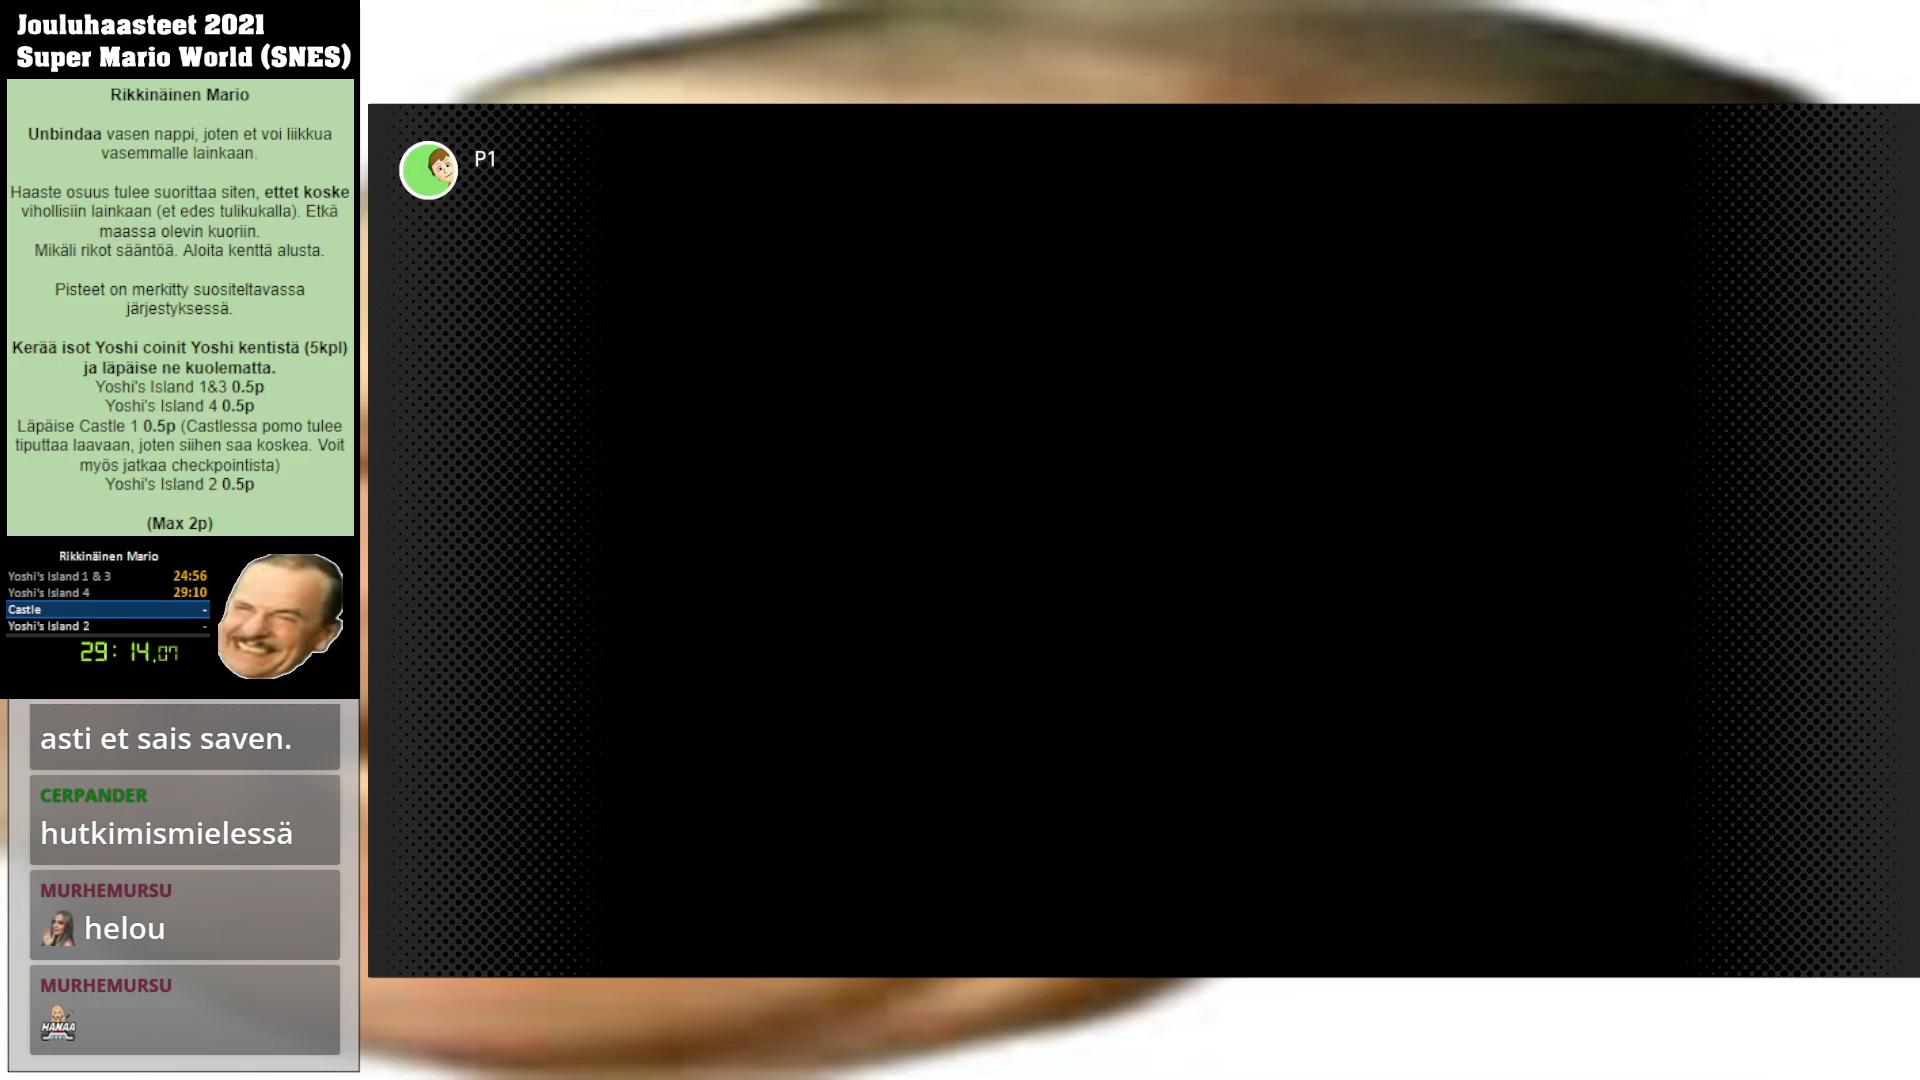 Jouluhaasteet 2021
Super Mario World (SNES)
Rikkinäinen Mario
Unbindaa vasen nappi, joten et voi liikkua
vasemmalle lainkaan.
Haaste osuus tulee suorittaa siten, ettet koske
vihollisiin lainkaan (et edes tulikukalla). Etkä
maassa olevin kuoriin.
Mikäli rikot sääntöä. Aloita kenttä alusta.
Pisteet on merkitty suositeltavassa
järjestyksessä.
Kerää isot Yoshi coinit Yoshi kentistä (5kpl)
ja läpäise ne kuolematta.
Yoshi's Island 1&3 0.5p
Yoshi's Island 4 0.5p
Läpäise Castle 1 0.5p (Castlessa pomo tulee
tiputtaa laavaan, joten siihen saa koskea. Voit
myös jatkaa checkpointista)
Yoshi's Island 2 0.5p
(Max 2p)
Rikkinäinen Mario
Yoshi's Island 1 & 3 24:56
Yoshi's Island 4 29:10
Castle -
Yoshi's Island 2 -
29:14.07
asti et sais saven.
CERPANDER
hutkimismielessä
MURHEMURSU
helou
MURHEMURSU
HANAA
P1